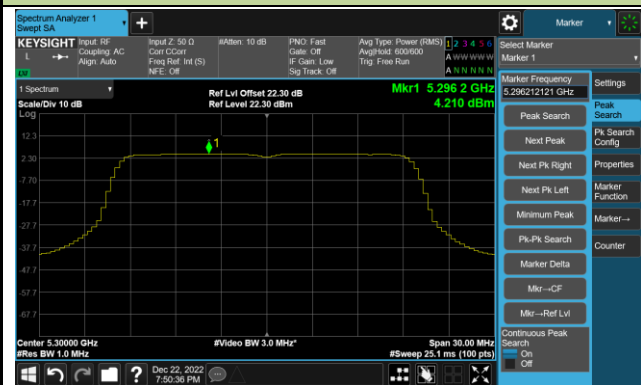 Spectrum Analyzer 1
Swept SA
+
Marker
KEYSIGHT
L
LXI
Input: RF
Coupling: AC
Align: Auto
Input Z: 50 Ω
Corr CCorr
Freq Ref: Int (S)
NFE: Off
#Atten: 10 dB
PNO: Fast
Gate: Off
IF Gain: Low
Sig Track: Off
Avg Type: Power (RMS)
Avg|Hold: 600/600
Trig: Free Run
1 2 3 4 5 6
A W W W W W
A N N N N N
Select Marker
Marker 1
1 Spectrum
Scale/Div 10 dB
Log
Ref Lvl Offset 22.30 dB
Ref Level 22.30 dBm
Mkr1 5.296 2 GHz
4.210 dBm
12.3
2.30
-7.70
-17.7
-27.7
-37.7
-47.7
-57.7
-67.7
1
Center 5.30000 GHz
#Res BW 1.0 MHz
#Video BW 3.0 MHz*
Span 30.00 MHz
#Sweep 25.1 ms (100 pts)
Marker Frequency
5.296212121 GHz
Peak Search
Next Peak
Next Pk Right
Next Pk Left
Minimum Peak
Pk-Pk Search
Marker Delta
Mkr→CF
Mkr→Ref Lvl
Continuous Peak
Search
On
Off
Settings
Peak
Search
Pk Search
Config
Properties
Marker
Function
Marker→
Counter
?
Dec 22, 2022
7:50:36 PM